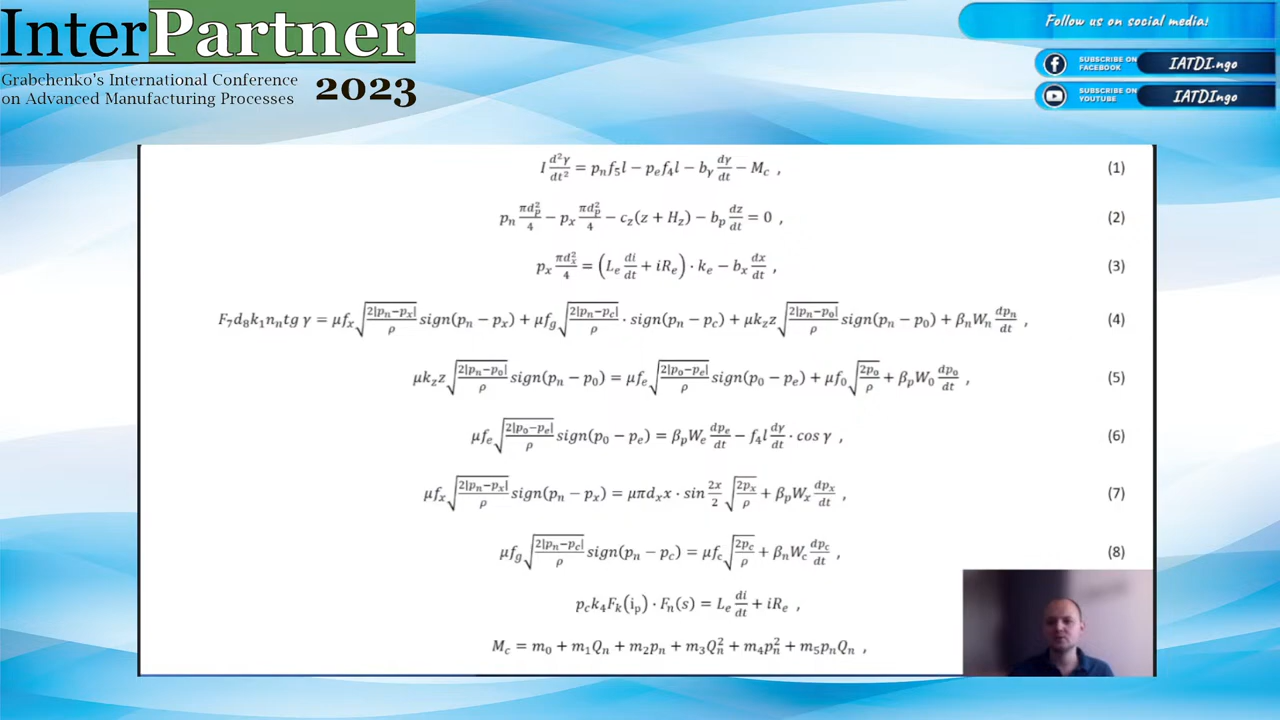 InterPartner
Grabchenko's International Conference
on Advanced Manufacturing Processes
2023
Follow us on social media!
SUBSCRIBE ON FACEBOOK IATDI.ngo
SUBSCRIBE ON YOUTUBE IATDIngo
I d²γ/dt² = pₙf₅l − pₑf₄l − b_γ dγ/dt − M_c , (1)
pₙ πd_p²/4 − pₓ πd_p²/4 − c_z(z + H_z) − b_p dz/dt = 0 , (2)
pₓ πdₓ²/4 = (Lₑ di/dt + iRₑ) · kₑ − bₓ dx/dt , (3)
F₇d₈k₁nₙtg γ = μfₓ√(2|pₙ−pₓ|/ρ) sign(pₙ − pₓ) + μf_g√(2|pₙ−p_c|/ρ) · sign(pₙ − p_c) + μk_z z√(2|pₙ−p₀|/ρ) sign(pₙ − p₀) + βₙWₙ dpₙ/dt , (4)
μk_z z√(2|pₙ−p₀|/ρ) sign(pₙ − p₀) = μfₑ√(2|p₀−pₑ|/ρ) sign(p₀ − pₑ) + μf₀√(2p₀/ρ) + β_pW₀ dp₀/dt , (5)
μfₑ√(2|p₀−pₑ|/ρ) sign(p₀ − pₑ) = β_pWₑ dpₑ/dt − f₄l dγ/dt · cos γ , (6)
μfₓ√(2|pₙ−pₓ|/ρ) sign(pₙ − pₓ) = μπdₓx · sin 2x/2 √(2pₓ/ρ) + β_pWₓ dpₓ/dt , (7)
μf_g√(2|pₙ−p_c|/ρ) sign(pₙ − p_c) = μf_c√(2p_c/ρ) + βₙW_c dp_c/dt , (8)
p_c k₄F_k(i_p) · Fₙ(s) = Lₑ di/dt + iRₑ ,
M_c = m₀ + m₁Qₙ + m₂pₙ + m₃Qₙ² + m₄pₙ² + m₅pₙQₙ ,